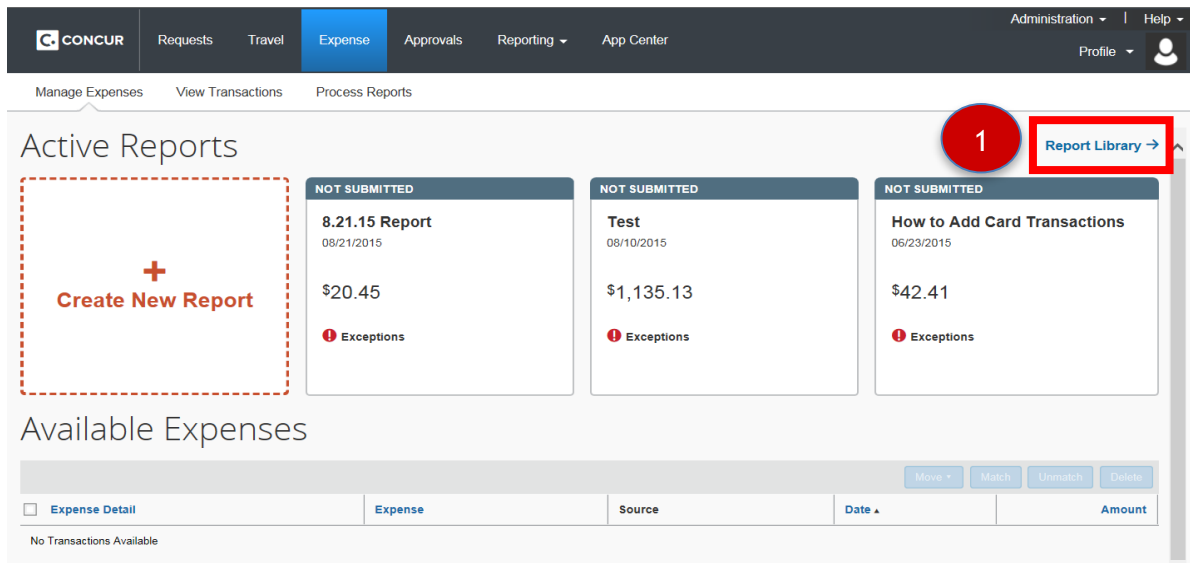 Administration | Help
C. CONCUR Requests Travel Expense Approvals Reporting App Center
Profile
Manage Expenses View Transactions Process Reports
Active Reports
1
Report Library →
+
Create New Report
NOT SUBMITTED
8.21.15 Report
08/21/2015
$20.45
! Exceptions
NOT SUBMITTED
Test
08/10/2015
$1,135.13
! Exceptions
NOT SUBMITTED
How to Add Card Transactions
06/23/2015
$42.41
! Exceptions
Available Expenses
Move Match Unmatch Delete
Expense Detail Expense Source Date Amount
No Transactions Available